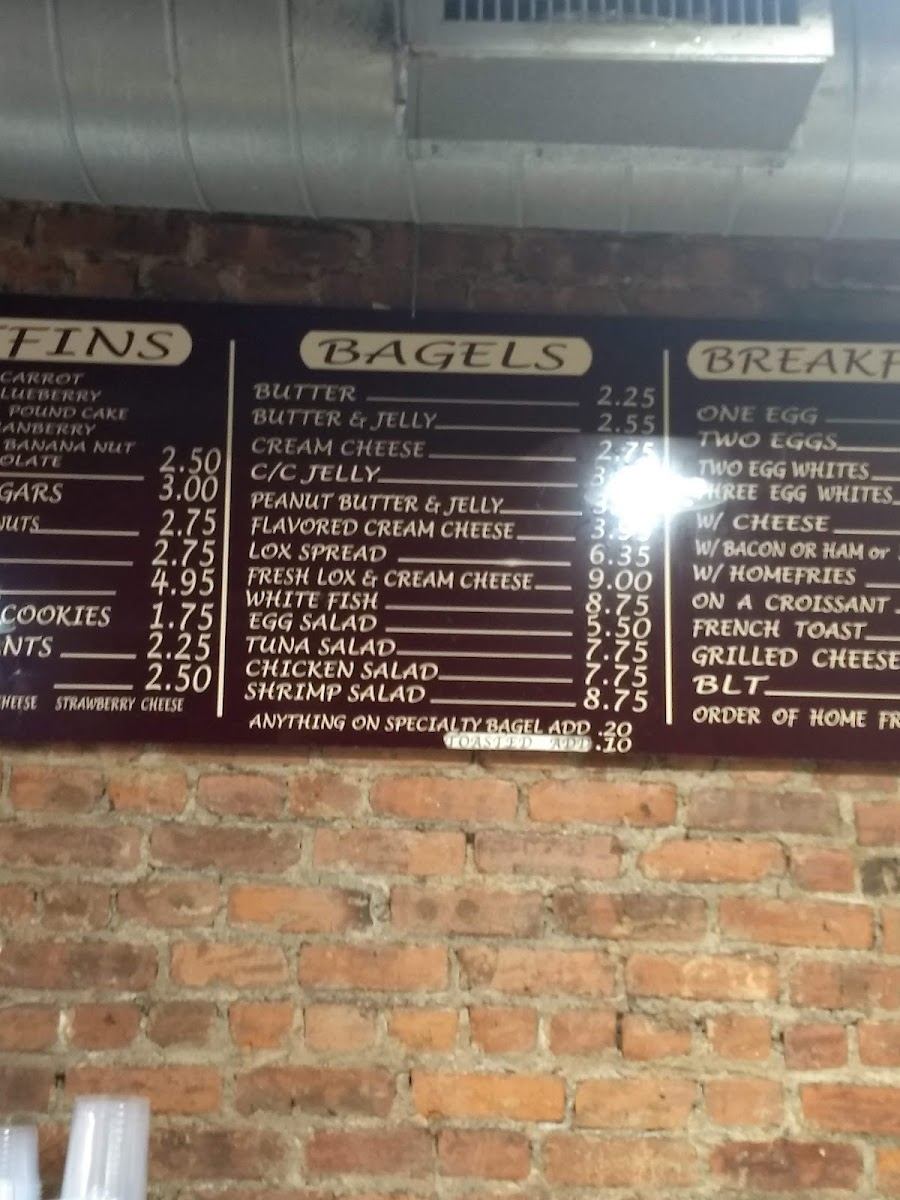 FFINS
CARROT
LUEBERRY
POUND CAKE
ANBERRY
BANANA NUT
OLATE 2.50
GARS 3.00
NUTS 2.75
2.75
4.95
COOKIES 1.75
NTS 2.25
2.50
CHEESE STRAWBERRY CHEESE
BAGELS
BUTTER 2.25
BUTTER & JELLY 2.55
CREAM CHEESE 2.75
C/C JELLY
PEANUT BUTTER & JELLY
FLAVORED CREAM CHEESE
LOX SPREAD 6.35
FRESH LOX & CREAM CHEESE 9.00
WHITE FISH 8.75
EGG SALAD 5.50
TUNA SALAD 7.75
CHICKEN SALAD 7.75
SHRIMP SALAD 8.75
ANYTHING ON SPECIALTY BAGEL ADD .20
TOASTED ADD .10
BREAKF
ONE EGG
TWO EGGS
TWO EGG WHITES
THREE EGG WHITES
W/ CHEESE
W/ BACON OR HAM or
W/ HOMEFRIES
ON A CROISSANT
FRENCH TOAST
GRILLED CHEESE
BLT
ORDER OF HOME FR